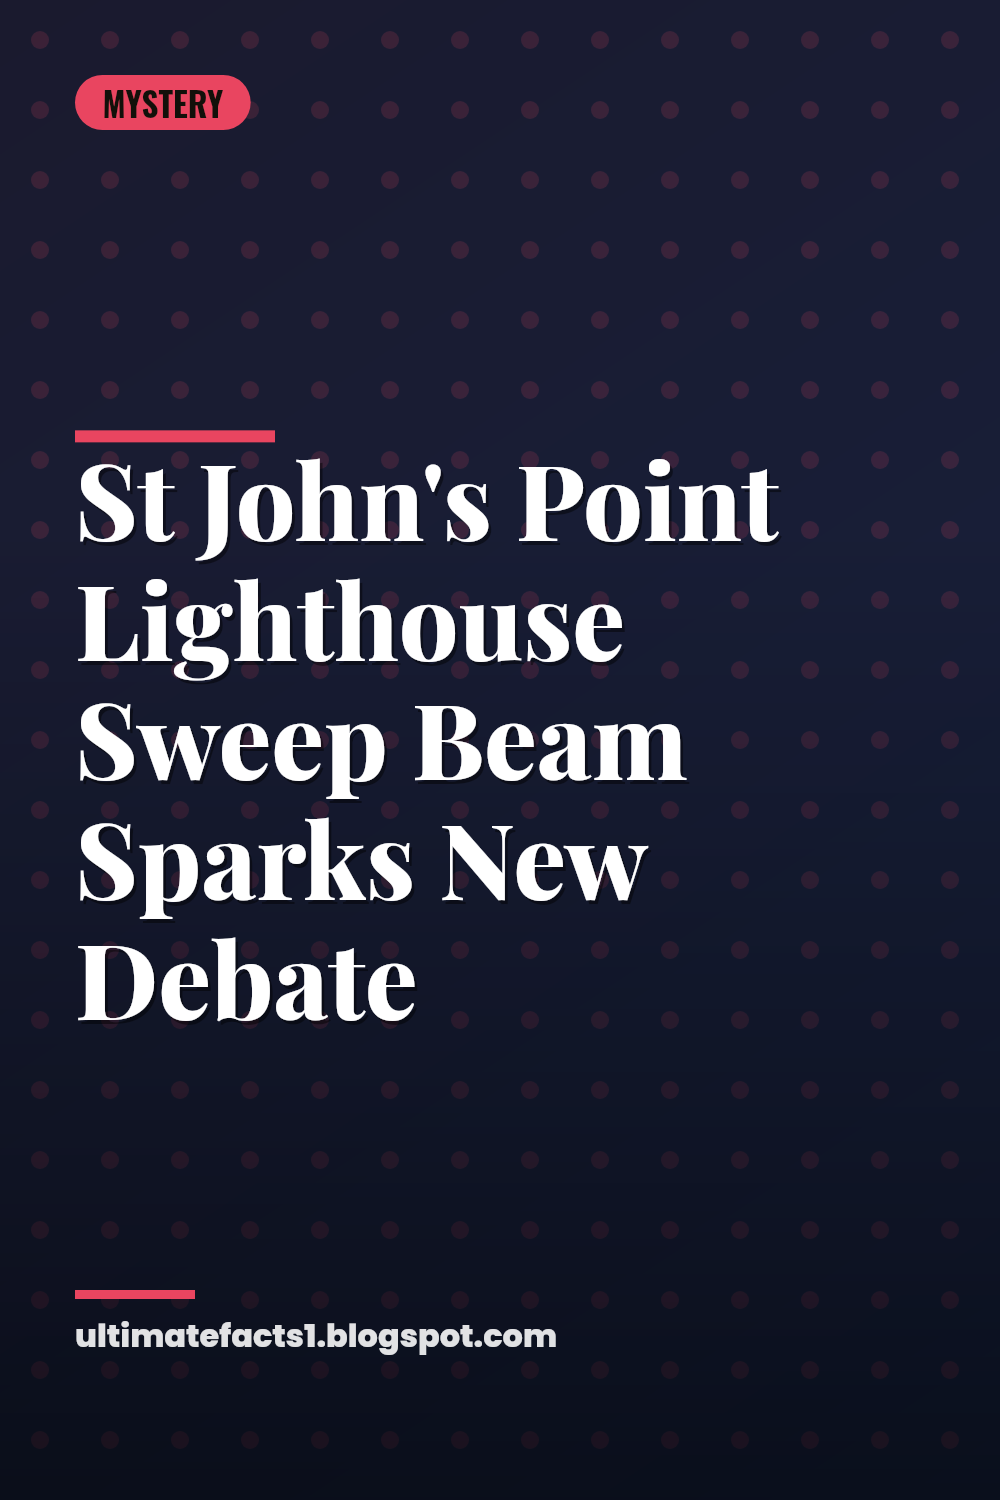 MYSTERY
St John's Point
Lighthouse
Sweep Beam
Sparks New
Debate
ultimatefacts1.blogspot.com